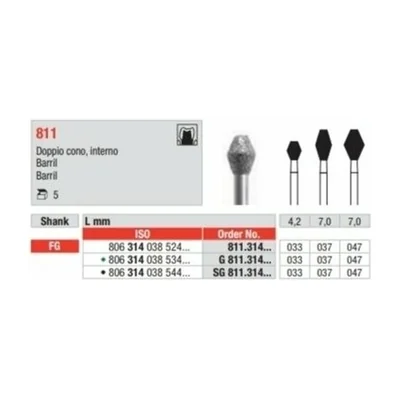 811
Doppio cono, interno
Barril
Barril
5
Shank L mm 4,2 7,0 7,0
ISO Order No.
FG 806 314 038 524... 811.314... 033 037 047
• 806 314 038 534... G 811.314... 033 037 047
• 806 314 038 544... SG 811.314... 033 037 047